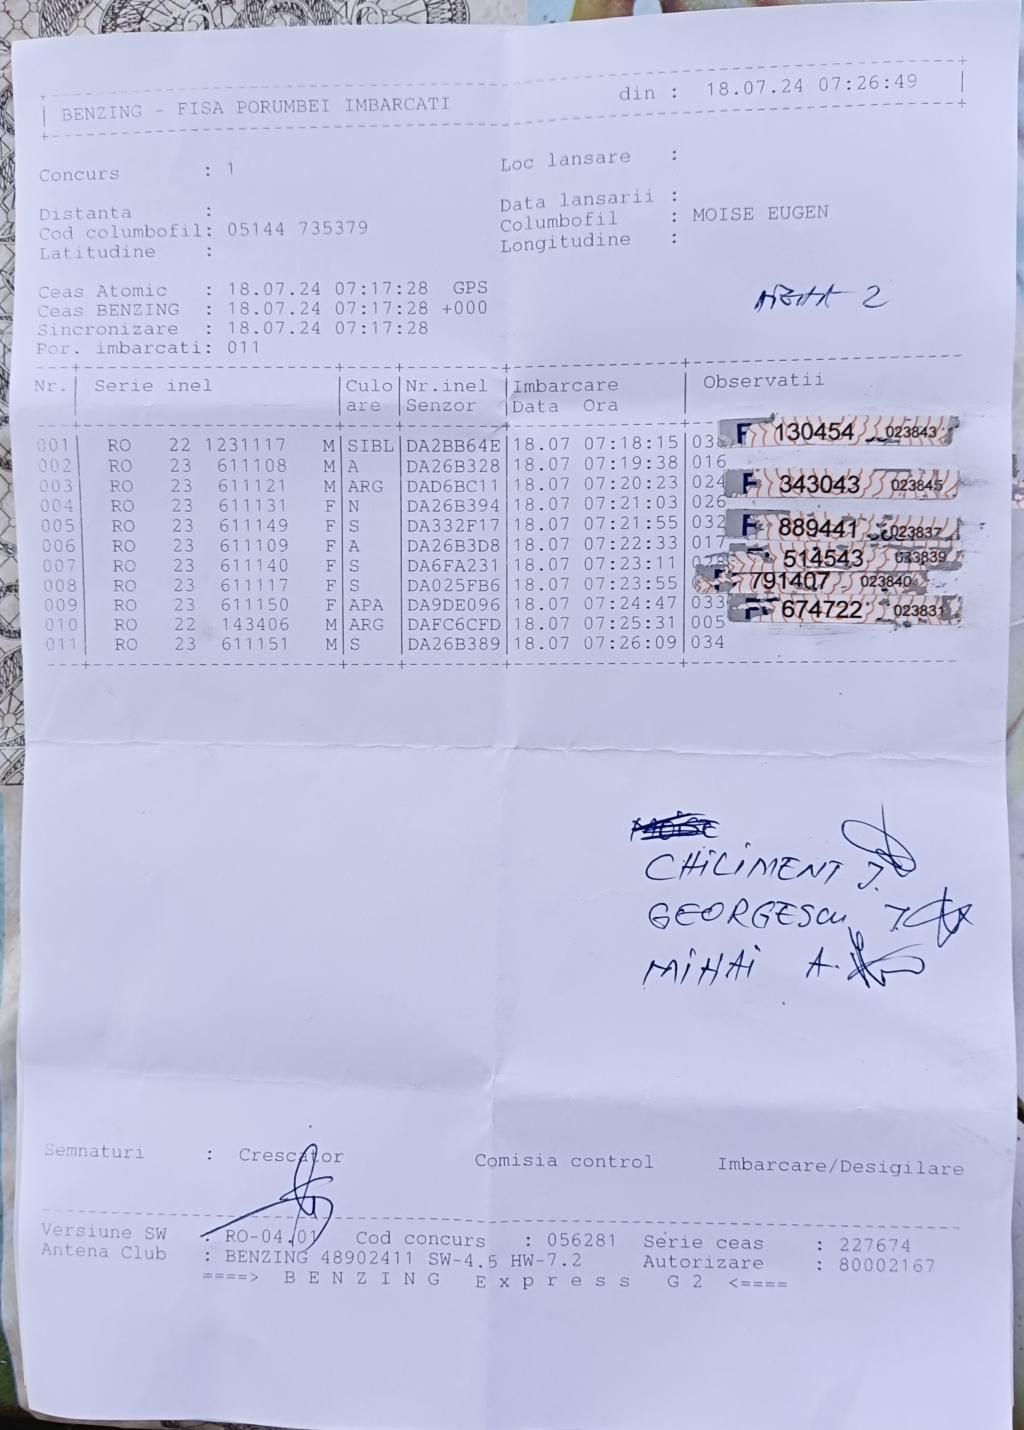 BENZING - FISA PORUMBEI IMBARCATI din : 18.07.24 07:26:49
Concurs : 1 Loc lansare :
Distanta : Data lansarii :
Cod columbofil: 05144 735379 Columbofil : MOISE EUGEN
Latitudine : Longitudine :
Ceas Atomic : 18.07.24 07:17:28 GPS
Ceas BENZING : 18.07.24 07:17:28 +000
2
Sincronizare : 18.07.24 07:17:28
Por. imbarcati: 011
Nr. Serie inel Culo Nr.inel Imbarcare Observatii
are Senzor Data Ora
001 RO 22 1231117 M SIBL DA2BB64E 18.07 07:18:15 F 130454 023843
002 RO 23 611108 M A DA26B328 18.07 07:19:38 016
003 RO 23 611121 M ARG DAD6BC11 18.07 07:20:23 024 F 343043 023845
004 RO 23 611131 F N DA26B394 18.07 07:21:03 026
005 RO 23 611149 F S DA332F17 18.07 07:21:55 032 F 889441 023837
006 RO 23 611109 F A DA26B3D8 18.07 07:22:33 017
007 RO 23 611140 F S DA6FA231 18.07 07:23:11 514543 023839
008 RO 23 611117 F S DA025FB6 18.07 07:23:55 791407 023840
009 RO 23 611150 F APA DA9DE096 18.07 07:24:47 033 674722 023831
010 RO 22 143406 M ARG DAFC6CFD 18.07 07:25:31 005
011 RO 23 611151 M S DA26B389 18.07 07:26:09 034
MOISE
CHILIMENT J.
GEORGESCU J.
MIHAI A.
Semnaturi : Crescator Comisia control Imbarcare/Desigilare
Versiune SW : RO-04.01 Cod concurs : 056281 Serie ceas : 227674
Antena Club : BENZING 48902411 SW-4.5 HW-7.2 Autorizare : 80002167
====> B E N Z I N G E x p r e s s G 2 <====